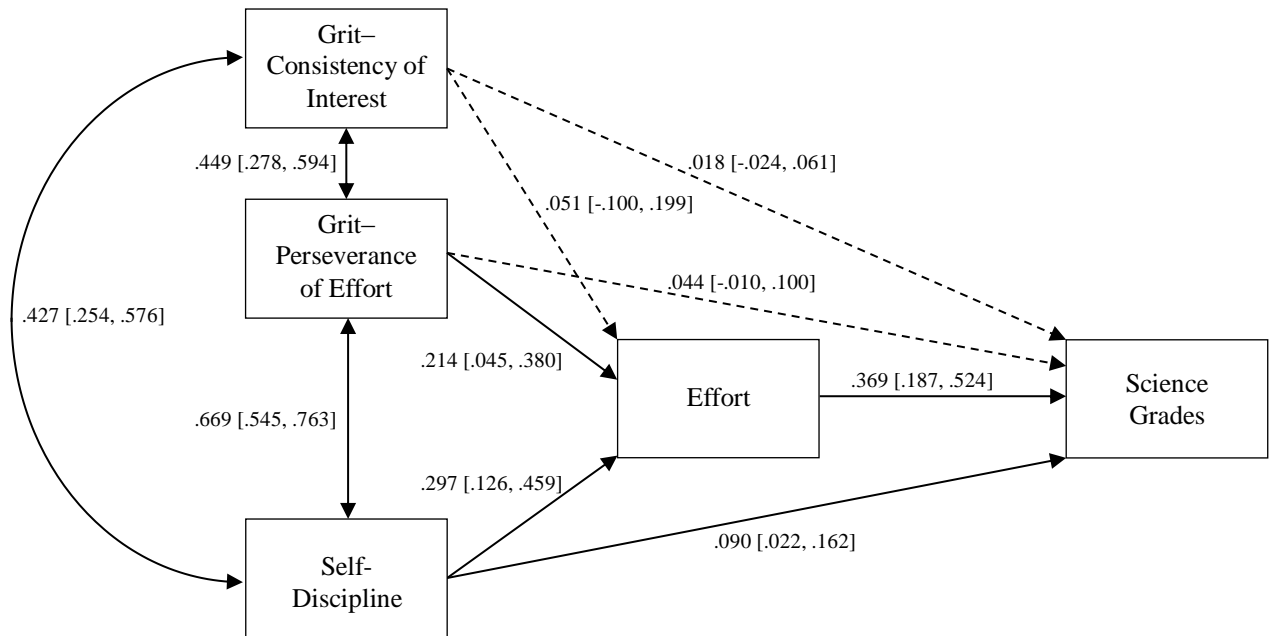 Grit–
Consistency of
Interest
.449 [.278, .594]
.018 [-.024, .061]
.051 [-.100, .199]
Grit–
Perseverance
of Effort
.044 [-.010, .100]
.427 [.254, .576]
.214 [.045, .380]
.669 [.545, .763]
Effort
.369 [.187, .524]
Science
Grades
.297 [.126, .459]
.090 [.022, .162]
Self-
Discipline